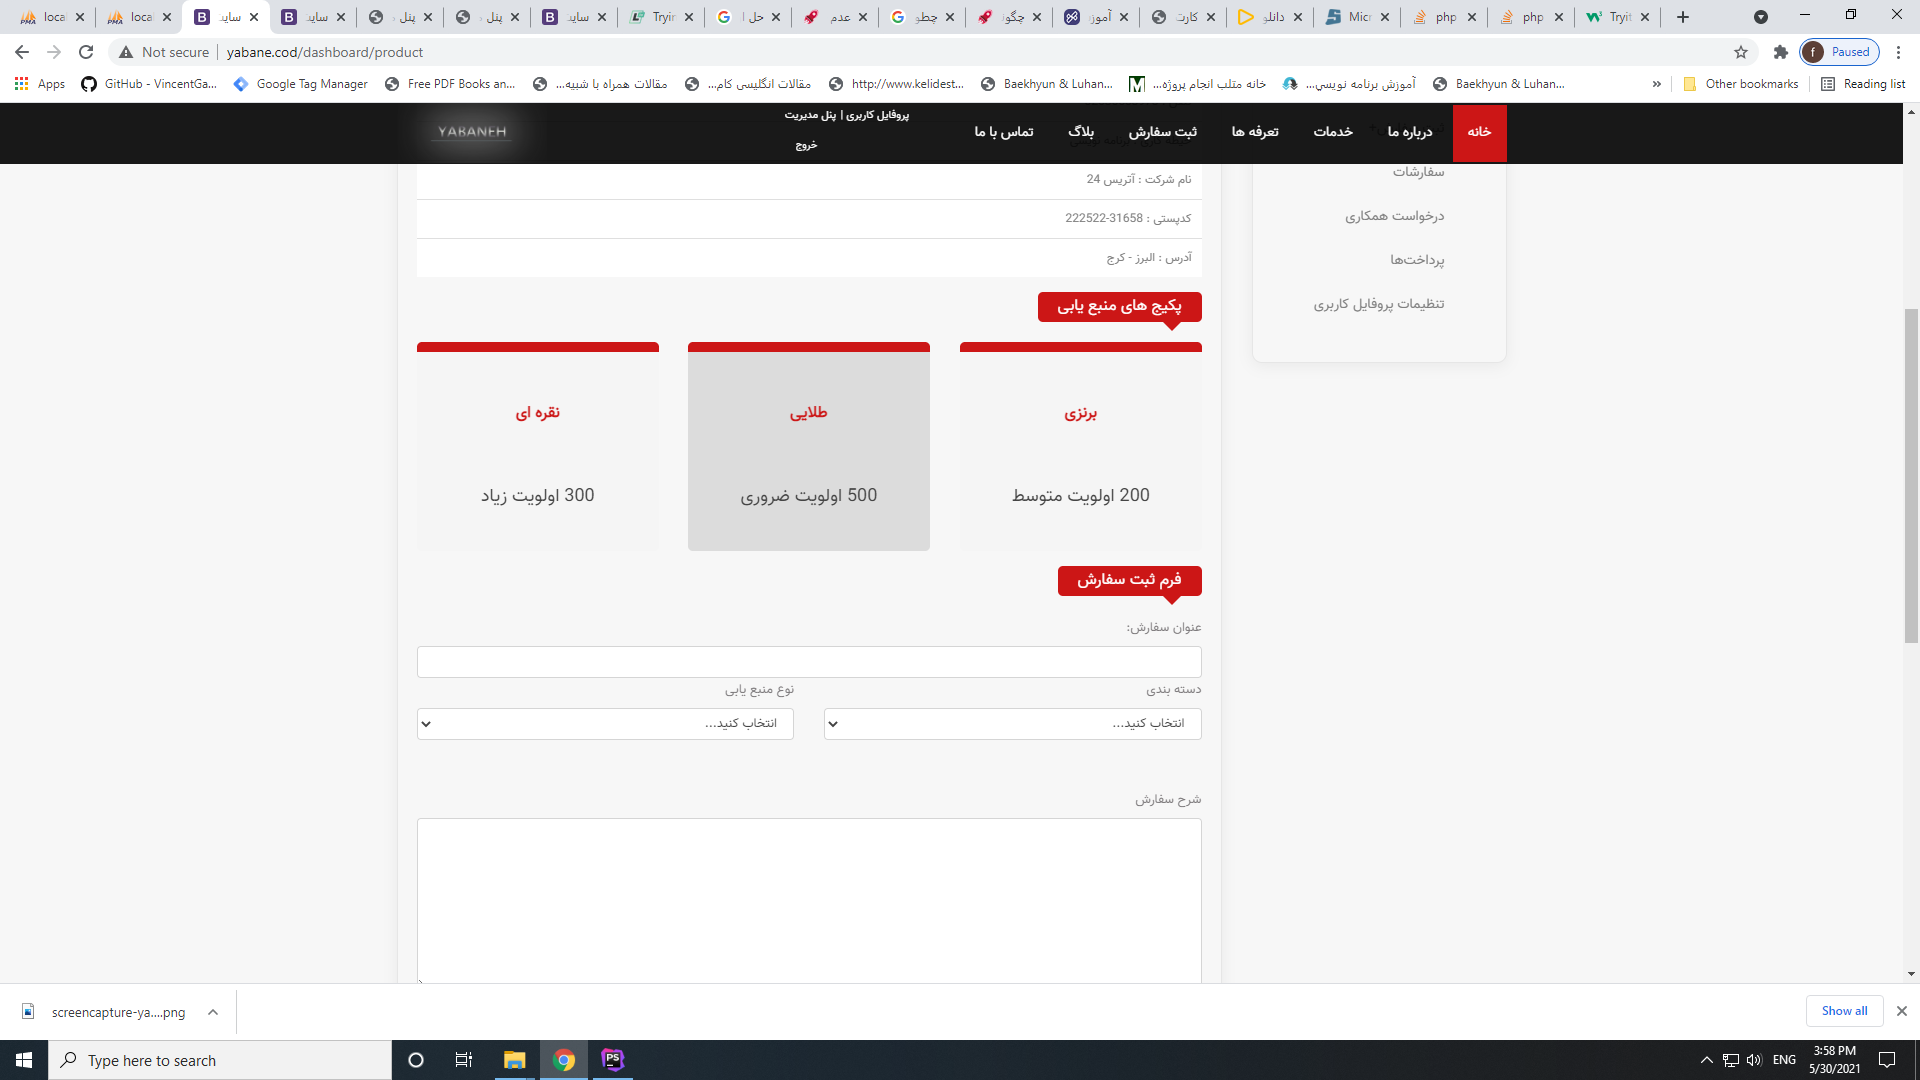 local
local
ساید
ساید
پنل
پنل
ساید
Tryir
حل ا
عدم
چطو
چگو
آموز
کارت
دانلو
Micr
php
php
Tryit
Not secure
yabane.cod/dashboard/product
Paused
Apps
GitHub - VincentGa...
Google Tag Manager
Free PDF Books an...
مقالات همراه با شبیه...
مقالات انگلیسی کام...
http://www.kelidest...
Baekhyun & Luhan...
خانه متلب انجام پروژه...
آموزش برنامه نویسی...
Baekhyun & Luhan...
»
Other bookmarks
Reading list
خانه
درباره ما
خدمات
تعرفه ها
ثبت سفارش
بلاگ
تماس با ما
پروفایل کاربری | پنل مدیریت
خروج
YABANEH
سفارشات
درخواست همکاری
پرداخت‌ها
تنظیمات پروفایل کاربری
نام شرکت : آتریس 24
کدپستی : 31658-222522
آدرس : البرز - کرج
پکیج های منبع یابی
برنزی
200 اولویت متوسط
طلایی
500 اولویت ضروری
نقره ای
300 اولویت زیاد
فرم ثبت سفارش
عنوان سفارش:
دسته بندی
نوع منبع یابی
انتخاب کنید...
انتخاب کنید...
شرح سفارش
screencapture-ya....png
Show all
Type here to search
ENG
3:58 PM
5/30/2021